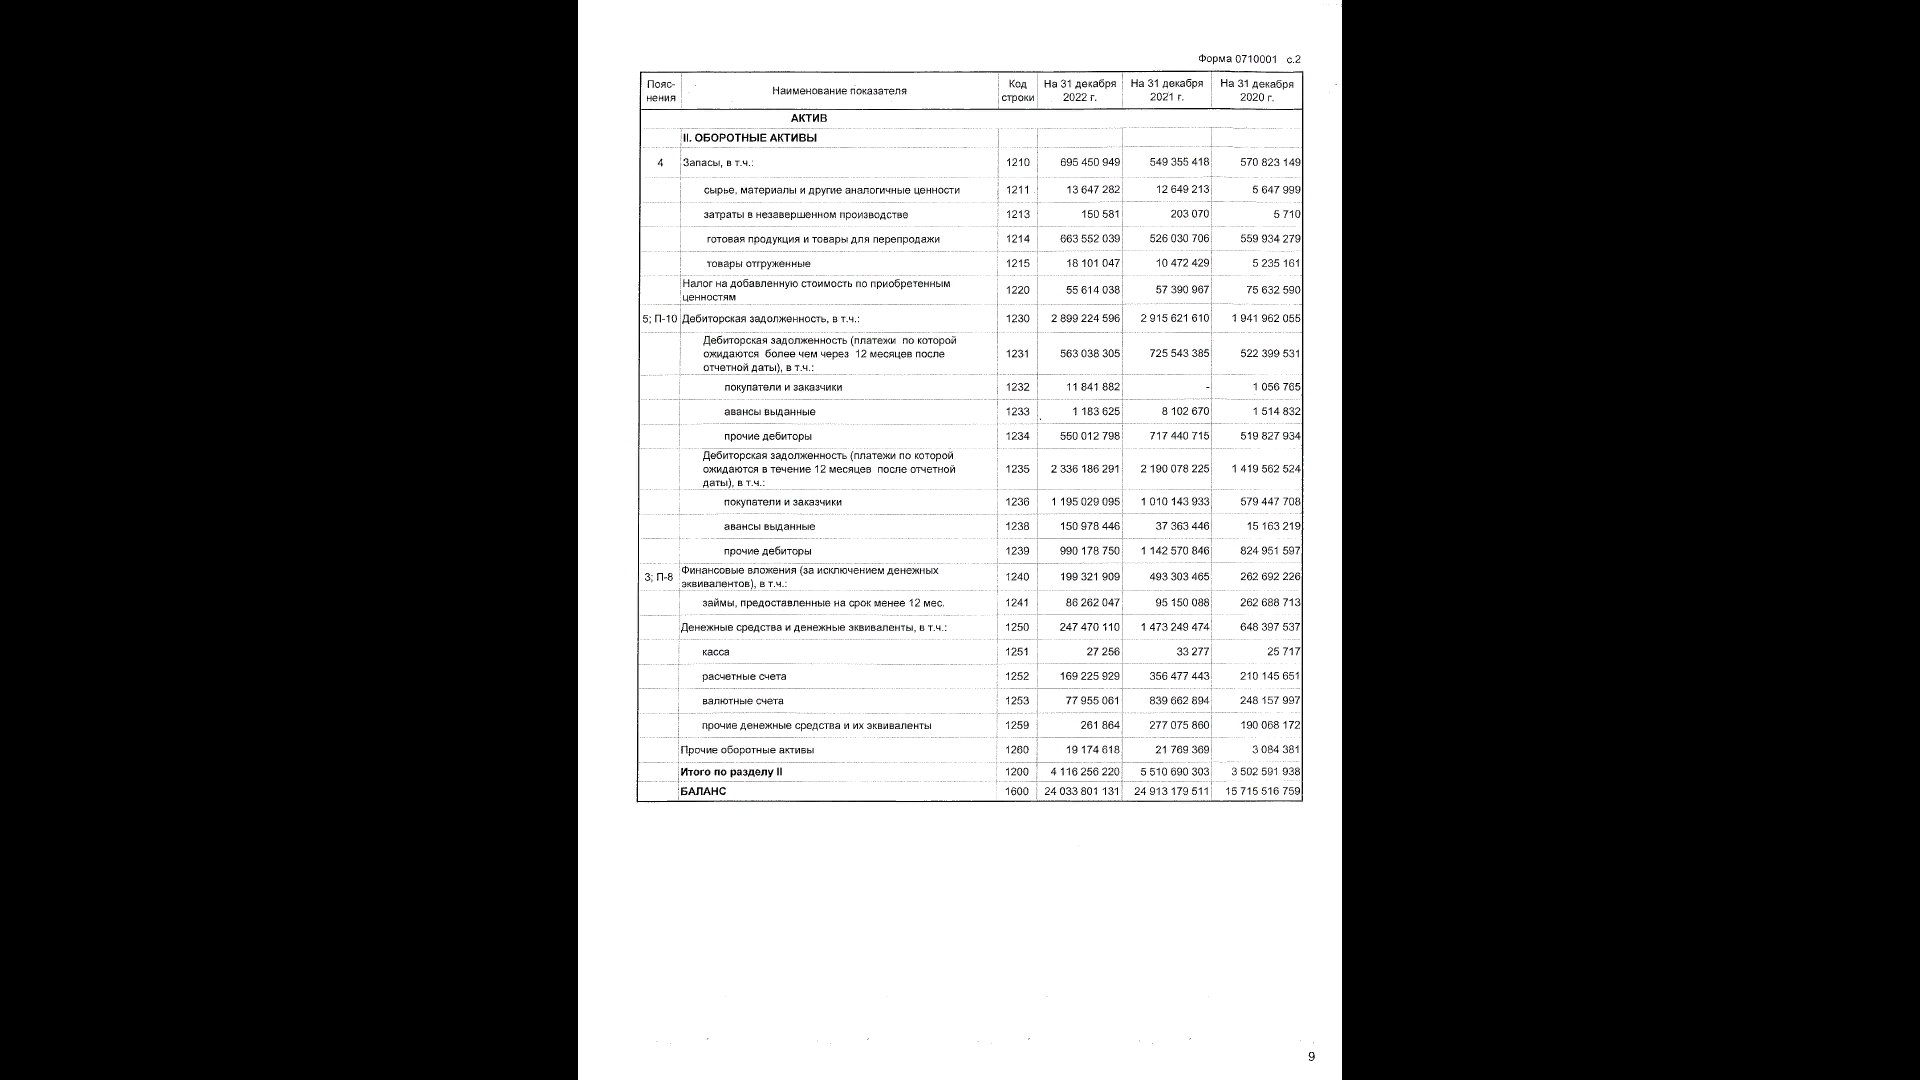 Форма 0710001 с.2
Пояс-
нения
Наименование показателя
Код
строки
На 31 декабря
2022 г.
На 31 декабря
2021 г.
На 31 декабря
2020 г.
АКТИВ
II. ОБОРОТНЫЕ АКТИВЫ
4 Запасы, в т.ч.: 1210 695 450 949 549 355 418 570 823 149
сырье, материалы и другие аналогичные ценности 1211 13 647 282 12 649 213 5 647 999
затраты в незавершенном производстве 1213 150 581 203 070 5 710
готовая продукция и товары для перепродажи 1214 663 552 039 526 030 706 559 934 279
товары отгруженные 1215 18 101 047 10 472 429 5 235 161
Налог на добавленную стоимость по приобретенным
ценностям 1220 55 614 038 57 390 967 75 632 590
5; П-10 Дебиторская задолженность, в т.ч.: 1230 2 899 224 596 2 915 621 610 1 941 962 055
Дебиторская задолженность (платежи по которой
ожидаются более чем через 12 месяцев после
отчетной даты), в т.ч.: 1231 563 038 305 725 543 385 522 399 531
покупатели и заказчики 1232 11 841 882 - 1 056 765
авансы выданные 1233 1 183 625 8 102 670 1 514 832
прочие дебиторы 1234 550 012 798 717 440 715 519 827 934
Дебиторская задолженность (платежи по которой
ожидаются в течение 12 месяцев после отчетной
даты), в т.ч.: 1235 2 336 186 291 2 190 078 225 1 419 562 524
покупатели и заказчики 1236 1 195 029 095 1 010 143 933 579 447 708
авансы выданные 1238 150 978 446 37 363 446 15 163 219
прочие дебиторы 1239 990 178 750 1 142 570 846 824 951 597
3; П-8 Финансовые вложения (за исключением денежных
эквивалентов), в т.ч.: 1240 199 321 909 493 303 465 262 692 226
займы, предоставленные на срок менее 12 мес. 1241 86 262 047 95 150 088 262 688 713
Денежные средства и денежные эквиваленты, в т.ч.: 1250 247 470 110 1 473 249 474 648 397 537
касса 1251 27 256 33 277 25 717
расчетные счета 1252 169 225 929 356 477 443 210 145 651
валютные счета 1253 77 955 061 839 662 894 248 157 997
прочие денежные средства и их эквиваленты 1259 261 864 277 075 860 190 068 172
Прочие оборотные активы 1260 19 174 618 21 769 369 3 084 381
Итого по разделу II 1200 4 116 256 220 5 510 690 303 3 502 591 938
БАЛАНС 1600 24 033 801 131 24 913 179 511 15 715 516 759
9